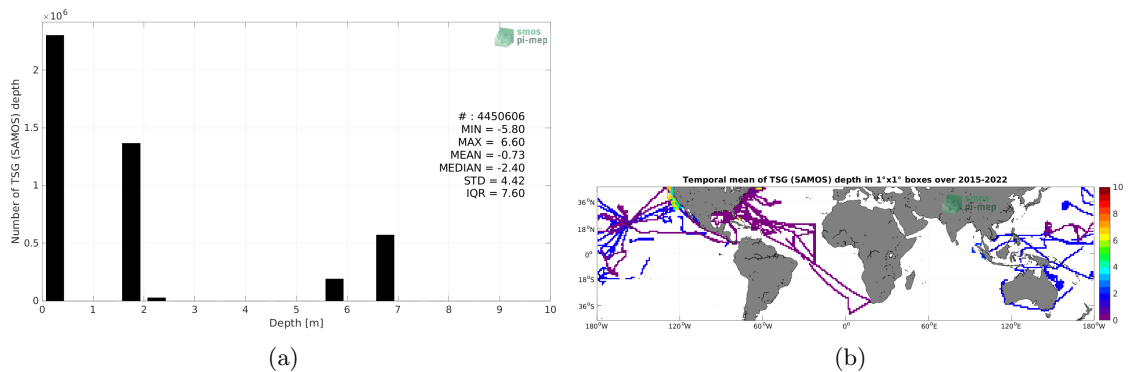 ×10⁶
smos
pi-mep
2
1.5
1
0.5
0
Number of TSG (SAMOS) depth
# : 4450606
MIN = -5.80
MAX = 6.60
MEAN = -0.73
MEDIAN = -2.40
STD = 4.42
IQR = 7.60
0 1 2 3 4 5 6 7 8 9 10
Depth [m]
(a)
Temporal mean of TSG (SAMOS) depth in 1°x1° boxes over 2015-2022
smos
pi-mep
36°N
18°N
0°
18°S
36°S
180°W 120°W 60°W 0° 60°E 120°E 180°E
10
8
6
4
2
0
(b)